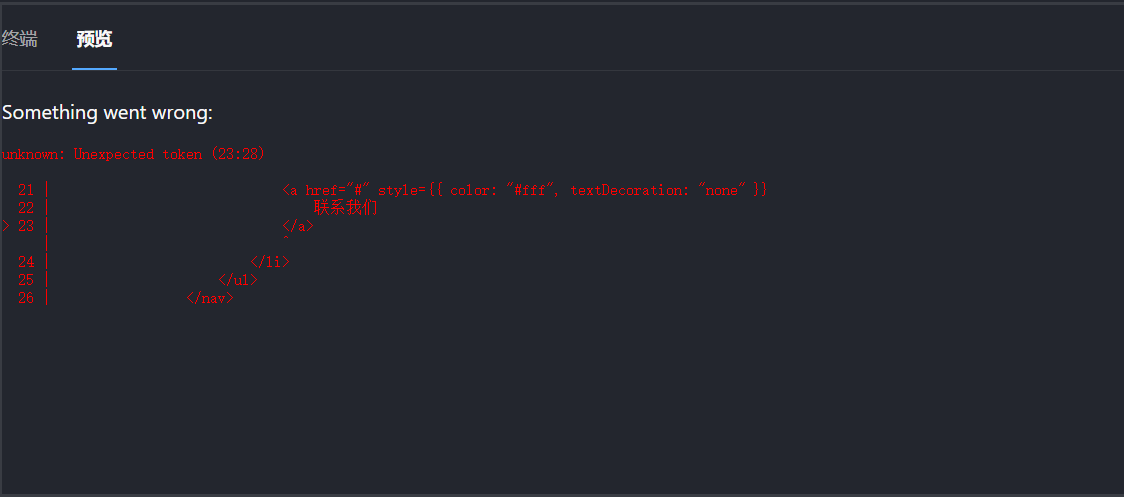 终端 预览
Something went wrong:
unknown: Unexpected token (23:28)
21 | <a href="#" style={{ color: "#fff", textDecoration: "none" }}
22 | 联系我们
> 23 | </a>
| ^
24 | </li>
25 | </ul>
26 | </nav>